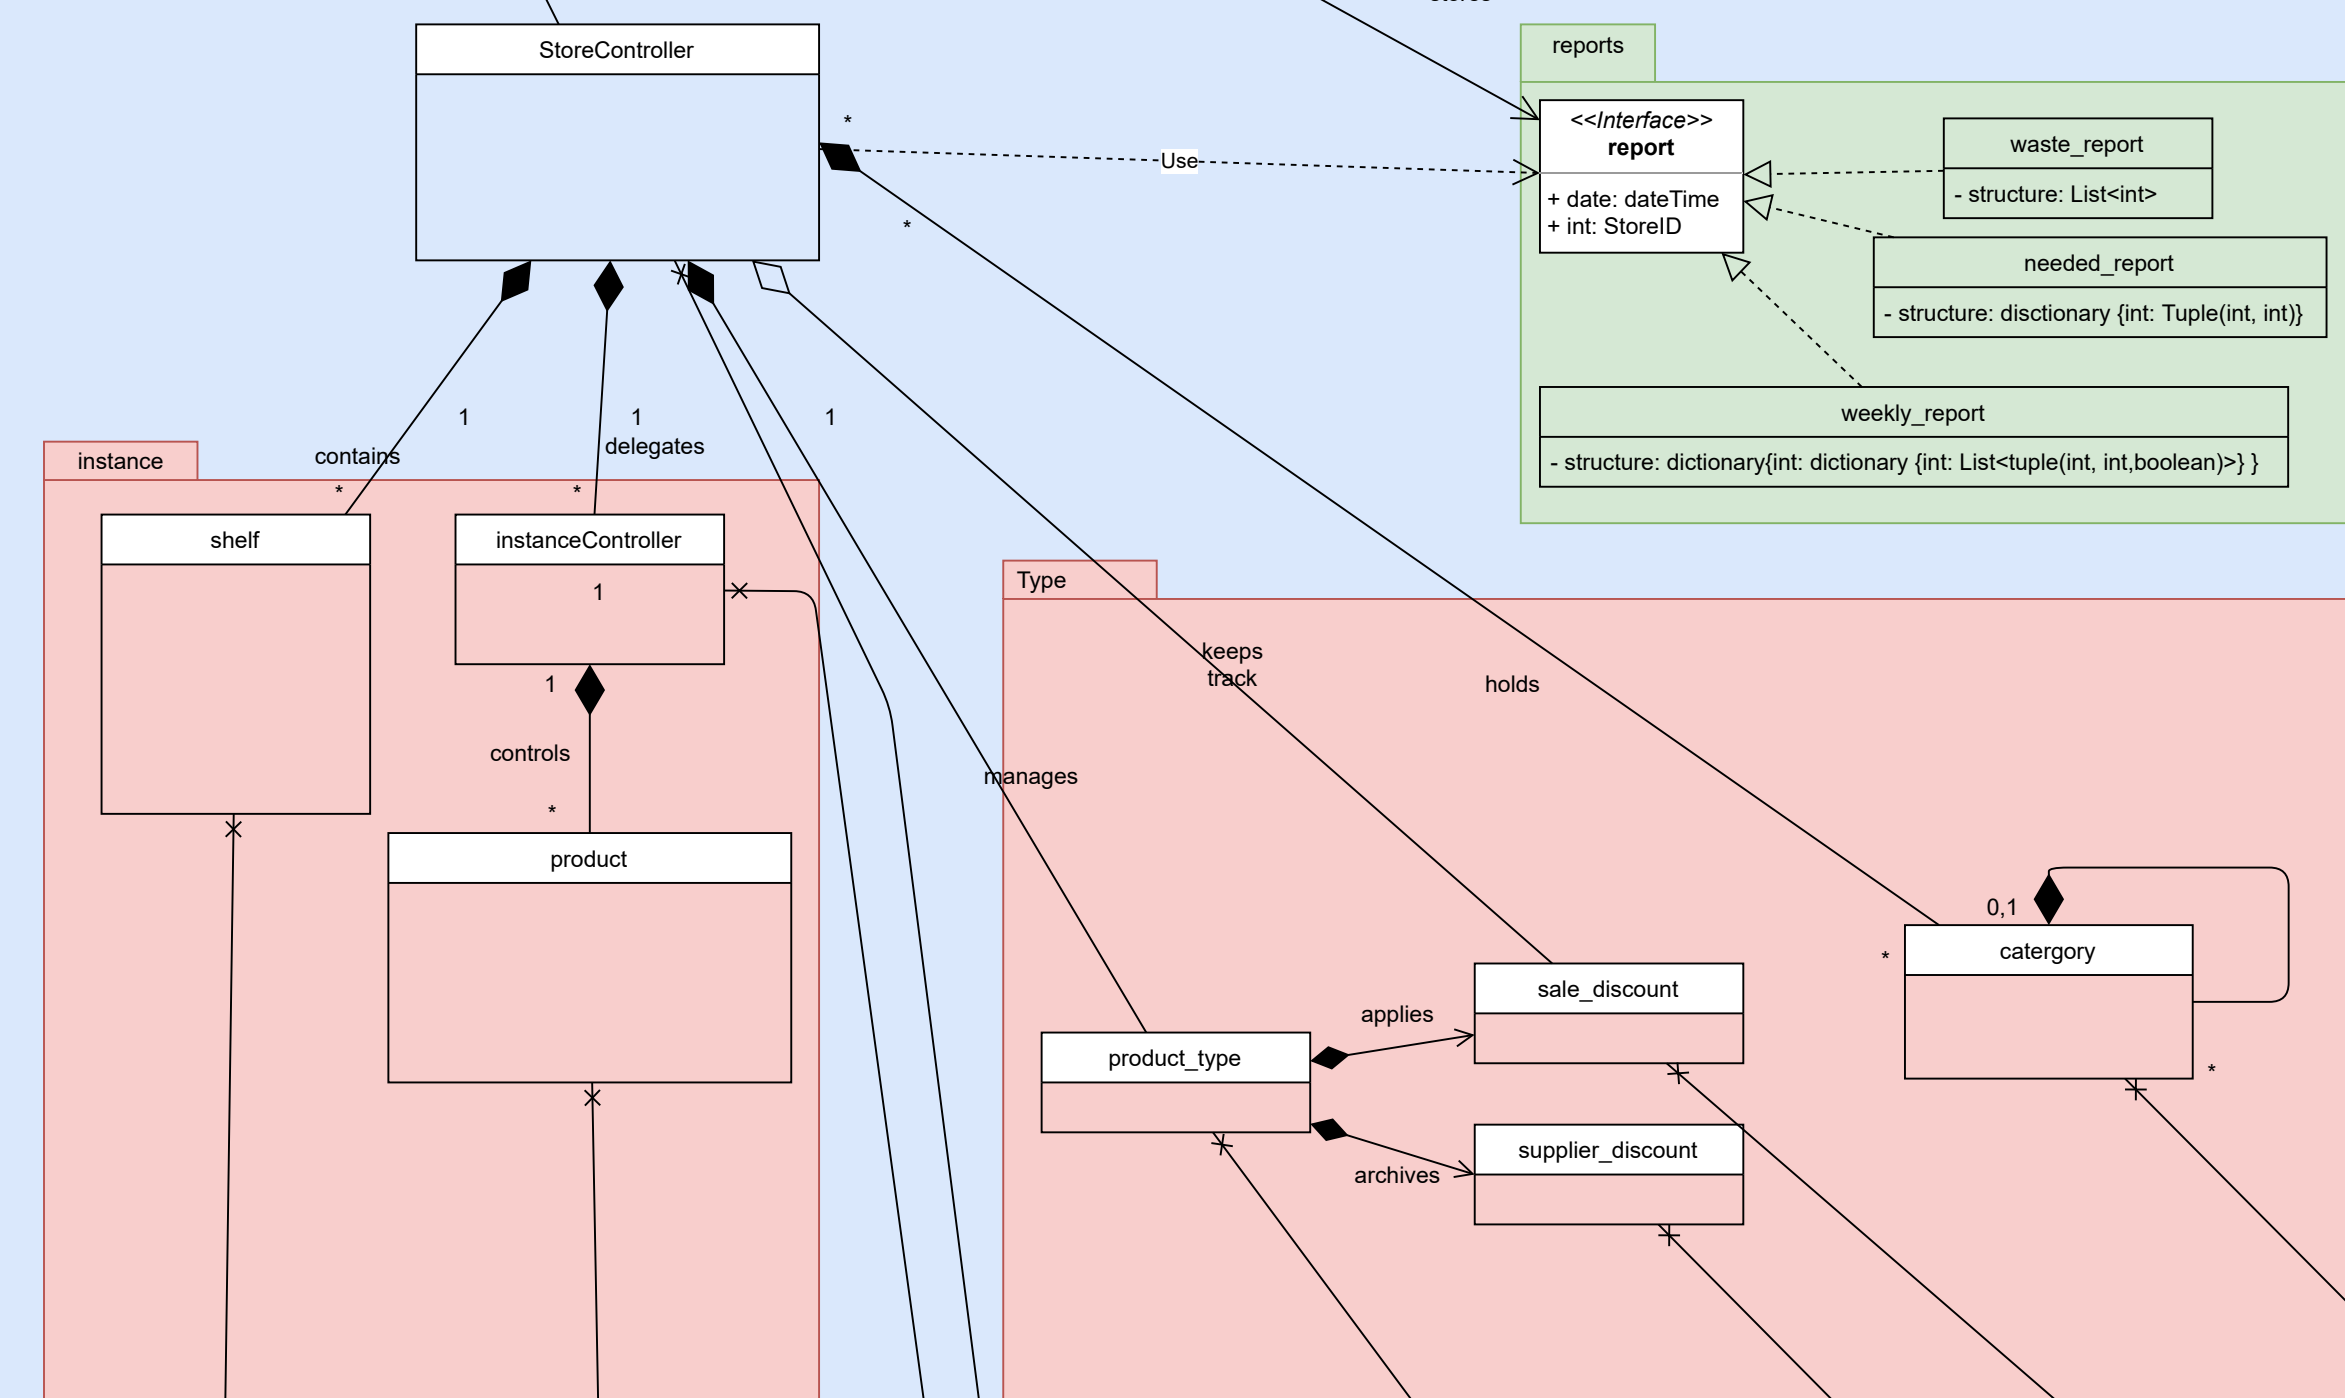 StoreController
reports
<<Interface>>
report
+ date: dateTime
+ int: StoreID
waste_report
- structure: List<int>
needed_report
- structure: disctionary {int: Tuple(int, int)}
weekly_report
- structure: dictionary{int: dictionary {int: List<tuple(int, int,boolean)>} }
*
Use
*
1
1
1
contains
delegates
*
*
instance
shelf
instanceController
1
1
controls
*
product
Type
keeps
track
holds
manages
0,1
catergory
*
*
sale_discount
applies
product_type
supplier_discount
archives